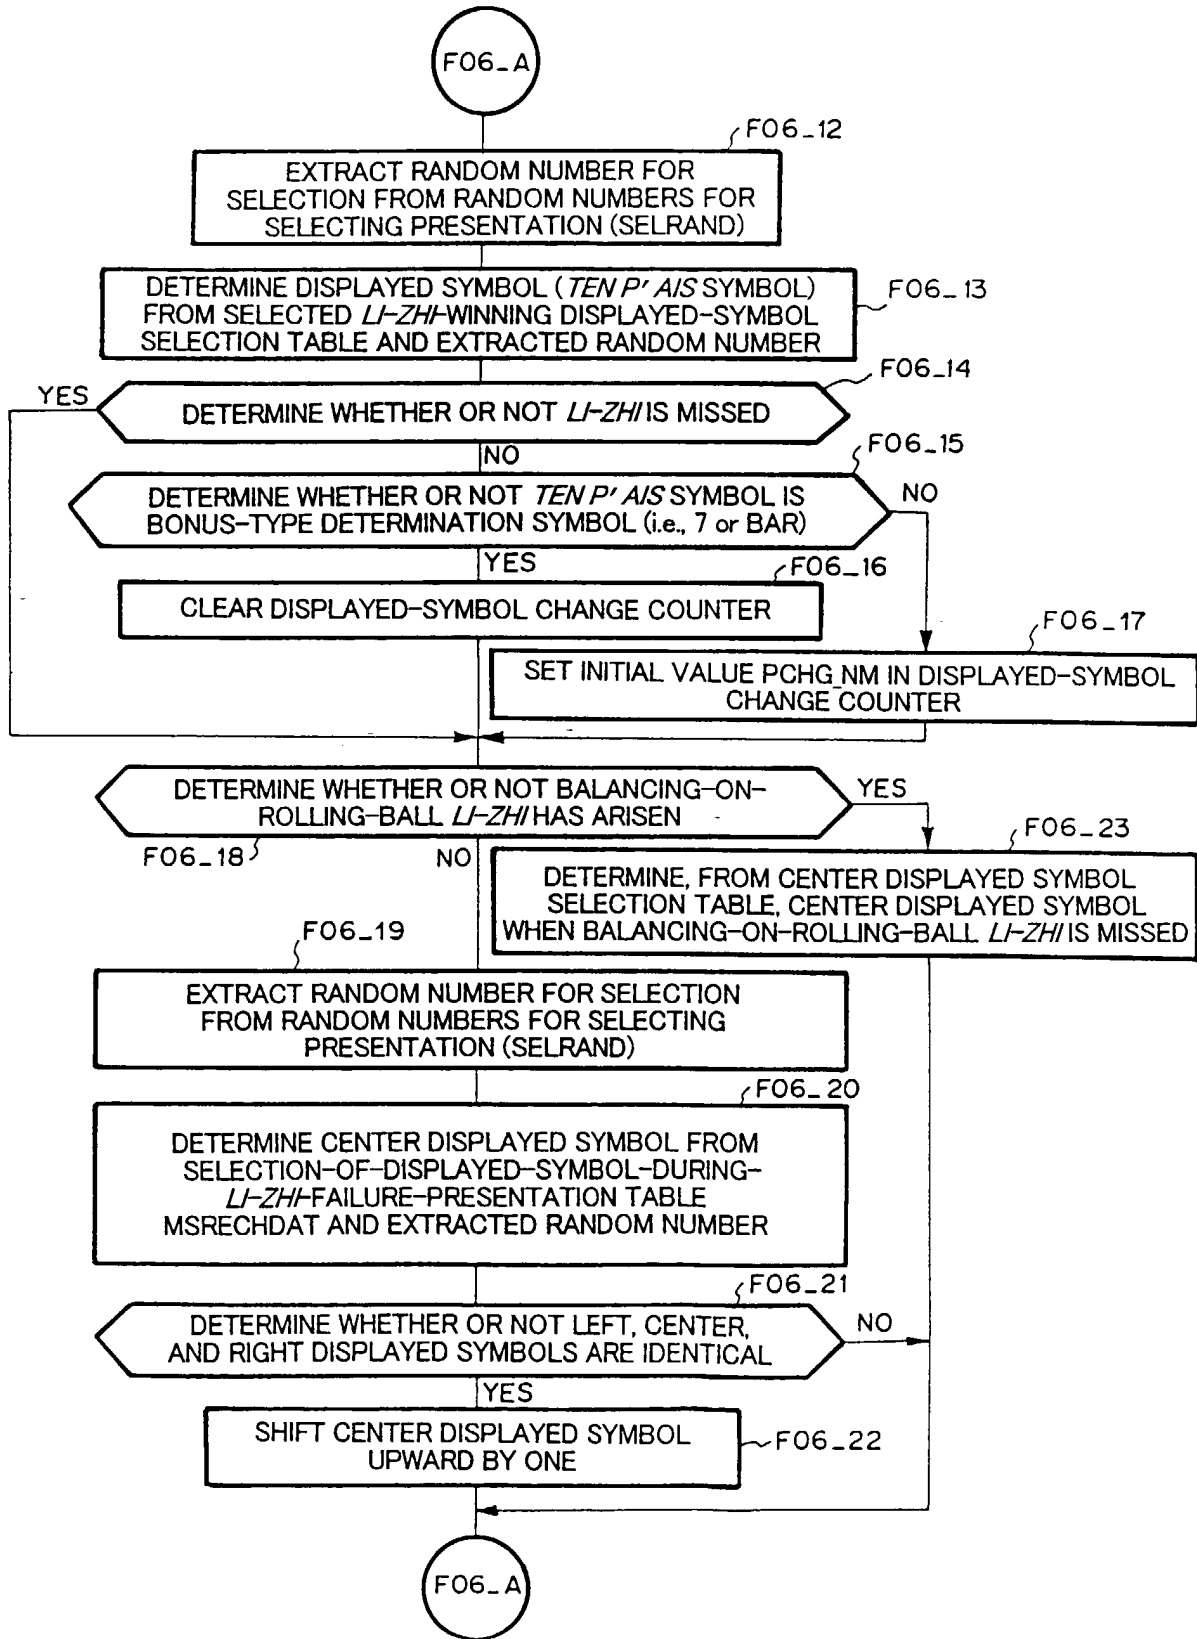 F06_A
F06_12
EXTRACT RANDOM NUMBER FOR
SELECTION FROM RANDOM NUMBERS FOR
SELECTING PRESENTATION (SELRAND)
F06_13
DETERMINE DISPLAYED SYMBOL (TEN P' AIS SYMBOL)
FROM SELECTED LI-ZHI-WINNING DISPLAYED-SYMBOL
SELECTION TABLE AND EXTRACTED RANDOM NUMBER
F06_14
YES
DETERMINE WHETHER OR NOT LI-ZHI IS MISSED
NO
F06_15
DETERMINE WHETHER OR NOT TEN P' AIS SYMBOL IS
BONUS-TYPE DETERMINATION SYMBOL (i.e., 7 or BAR)
NO
YES
F06_16
CLEAR DISPLAYED-SYMBOL CHANGE COUNTER
F06_17
SET INITIAL VALUE PCHG_NM IN DISPLAYED-SYMBOL
CHANGE COUNTER
DETERMINE WHETHER OR NOT BALANCING-ON-
ROLLING-BALL LI-ZHI HAS ARISEN
YES
F06_18
NO
F06_23
DETERMINE, FROM CENTER DISPLAYED SYMBOL
SELECTION TABLE, CENTER DISPLAYED SYMBOL
WHEN BALANCING-ON-ROLLING-BALL LI-ZHI IS MISSED
F06_19
EXTRACT RANDOM NUMBER FOR SELECTION
FROM RANDOM NUMBERS FOR SELECTING
PRESENTATION (SELRAND)
F06_20
DETERMINE CENTER DISPLAYED SYMBOL FROM
SELECTION-OF-DISPLAYED-SYMBOL-DURING-
LI-ZHI-FAILURE-PRESENTATION TABLE
MSRECHDAT AND EXTRACTED RANDOM NUMBER
F06_21
DETERMINE WHETHER OR NOT LEFT, CENTER,
AND RIGHT DISPLAYED SYMBOLS ARE IDENTICAL
NO
YES
SHIFT CENTER DISPLAYED SYMBOL
UPWARD BY ONE
F06_22
F06_A